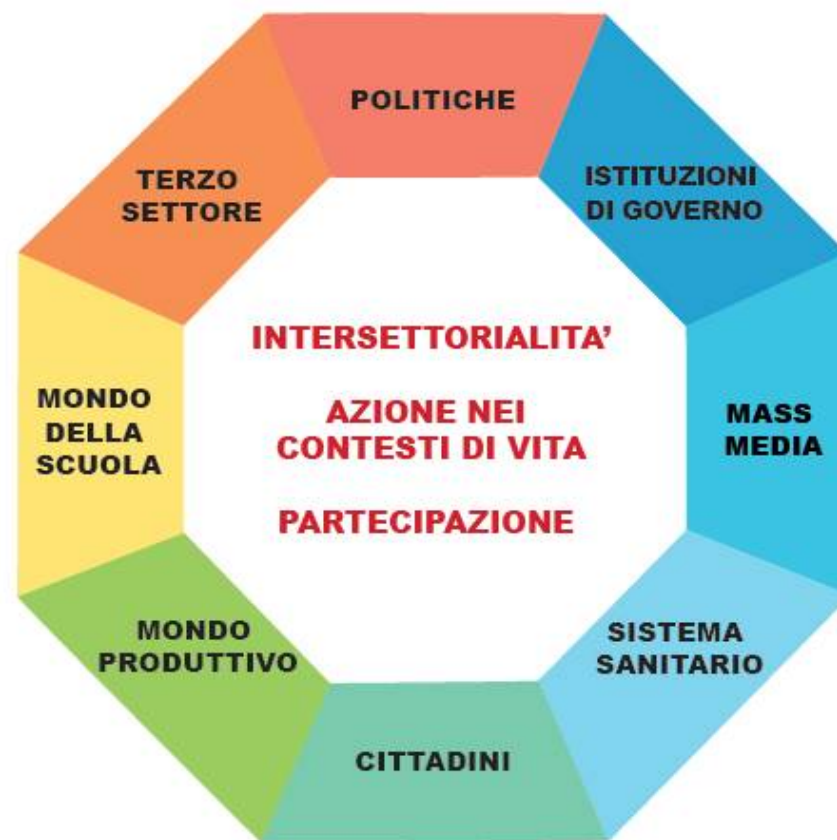 POLITICHE
ISTITUZIONI
DI GOVERNO
MASS
MEDIA
SISTEMA
SANITARIO
CITTADINI
MONDO
PRODUTTIVO
MONDO
DELLA
SCUOLA
TERZO
SETTORE
INTERSETTORIALITA'
AZIONE NEI
CONTESTI DI VITA
PARTECIPAZIONE